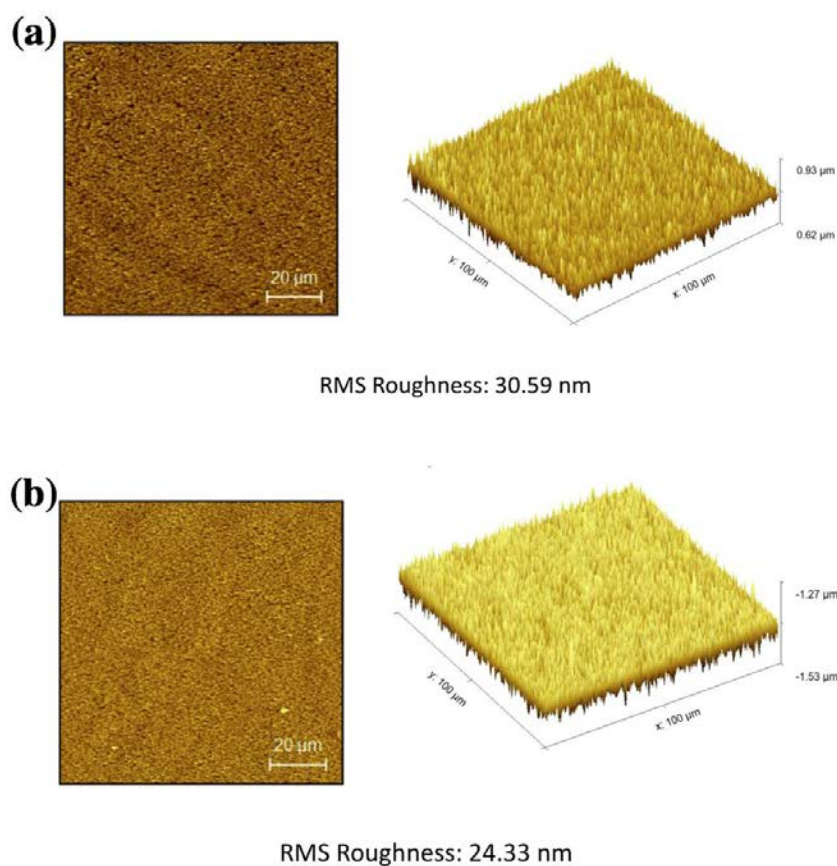 (a)
20 µm
0.93 µm
0.62 µm
y: 100 µm
x: 100 µm
RMS Roughness: 30.59 nm
(b)
20 µm
-1.27 µm
-1.53 µm
y: 100 µm
x: 100 µm
RMS Roughness: 24.33 nm